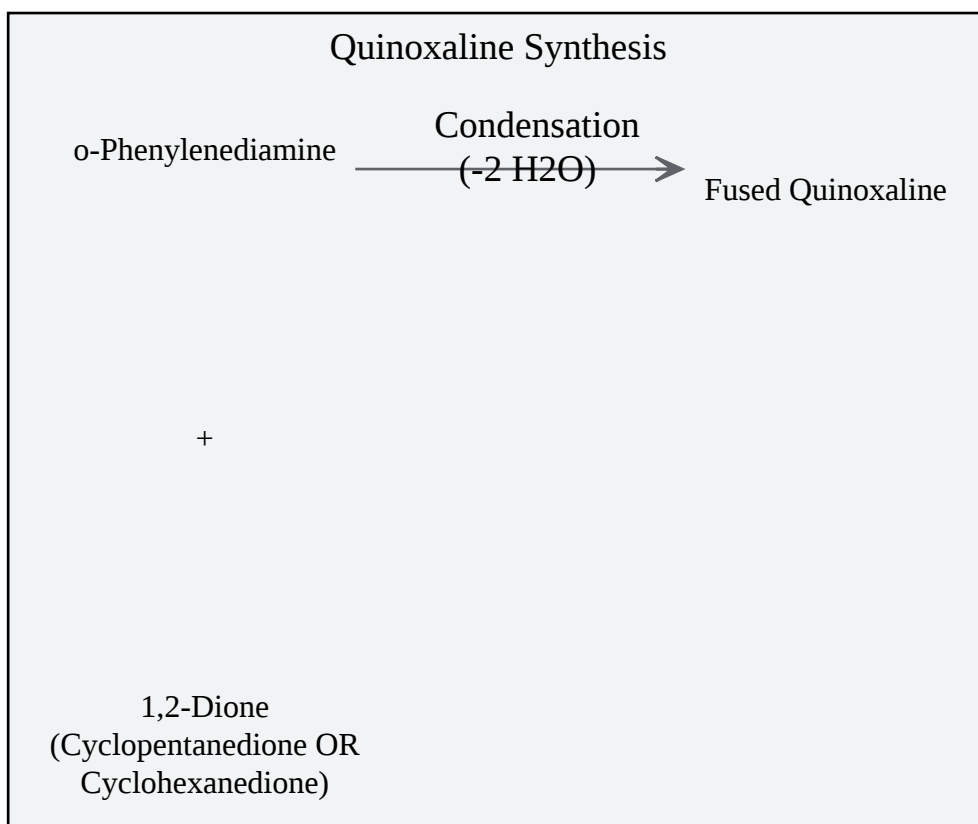 Quinoxaline Synthesis
o-Phenylenediamine
Condensation
(-2 H2O)
Fused Quinoxaline
+
1,2-Dione
(Cyclopentanedione OR
Cyclohexanedione)